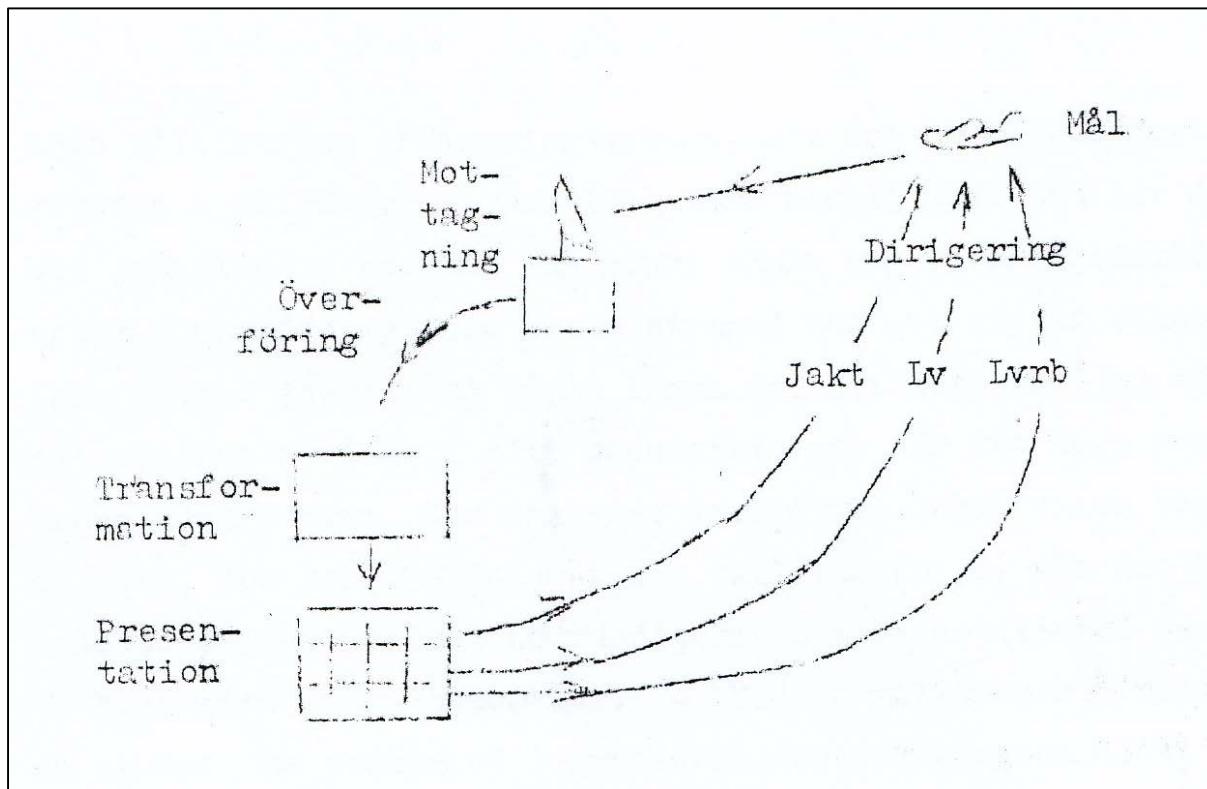 Mål
Mot-
tag-
ning
Dirigering
Över-
föring
Jakt Lv Lvrb
Transfor-
mation
Presen-
tation